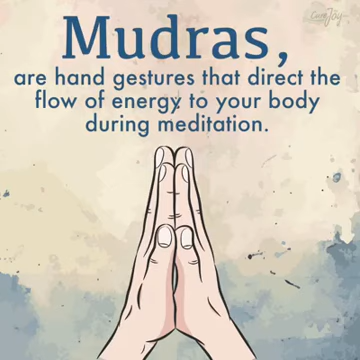 Mudras,
are hand gestures that direct the
flow of energy to your body
during meditation.